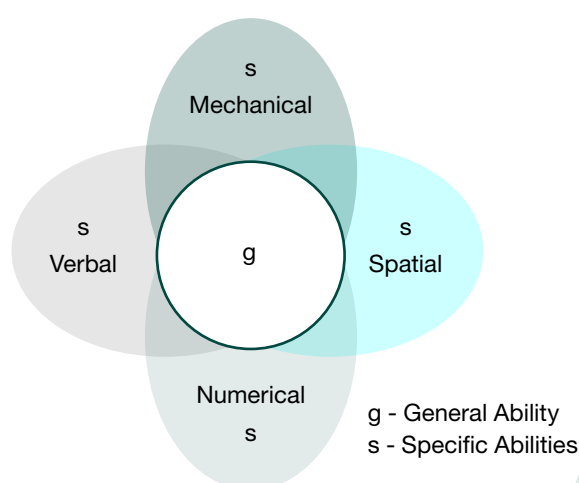 s
Mechanical
s
Verbal
g
s
Spatial
Numerical
s
g - General Ability
s - Specific Abilities